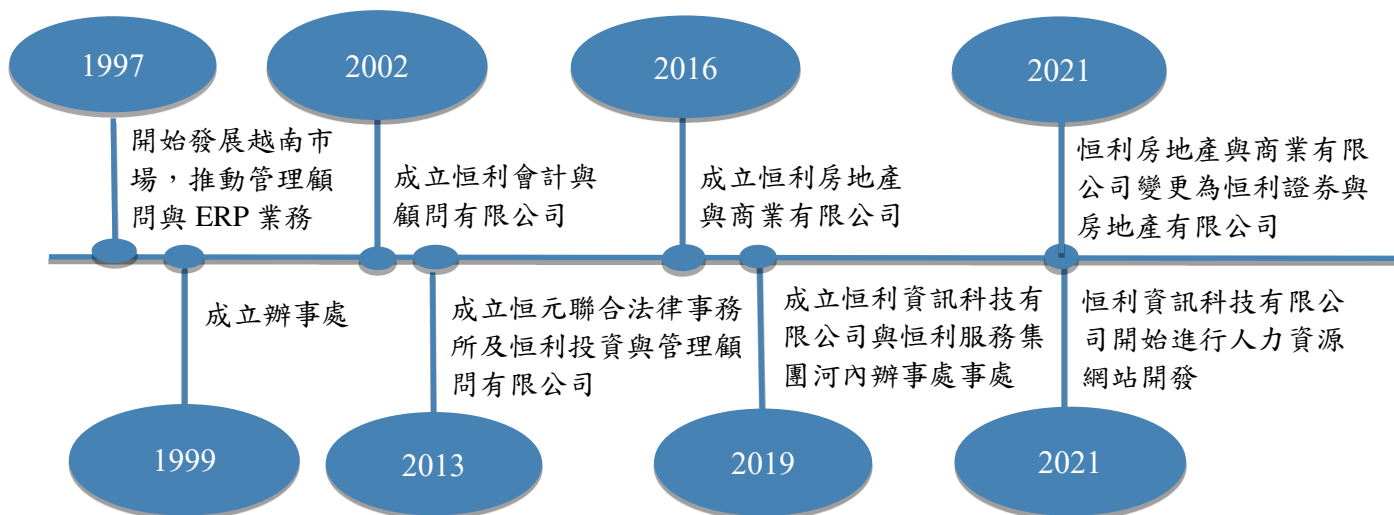 1997
開始發展越南市
場，推動管理顧
問與 ERP 業務
1999
成立辦事處
2002
成立恒利會計與
顧問有限公司
2013
成立恒元聯合法律事務
所及恒利投資與管理顧
問有限公司
2016
成立恒利房地產
與商業有限公司
2019
成立恒利資訊科技有
限公司與恒利服務集
團河內辦事處事處
2021
恒利房地產與商業有限
公司變更為恒利證券與
房地產有限公司
2021
恒利資訊科技有限公
司開始進行人力資源
網站開發